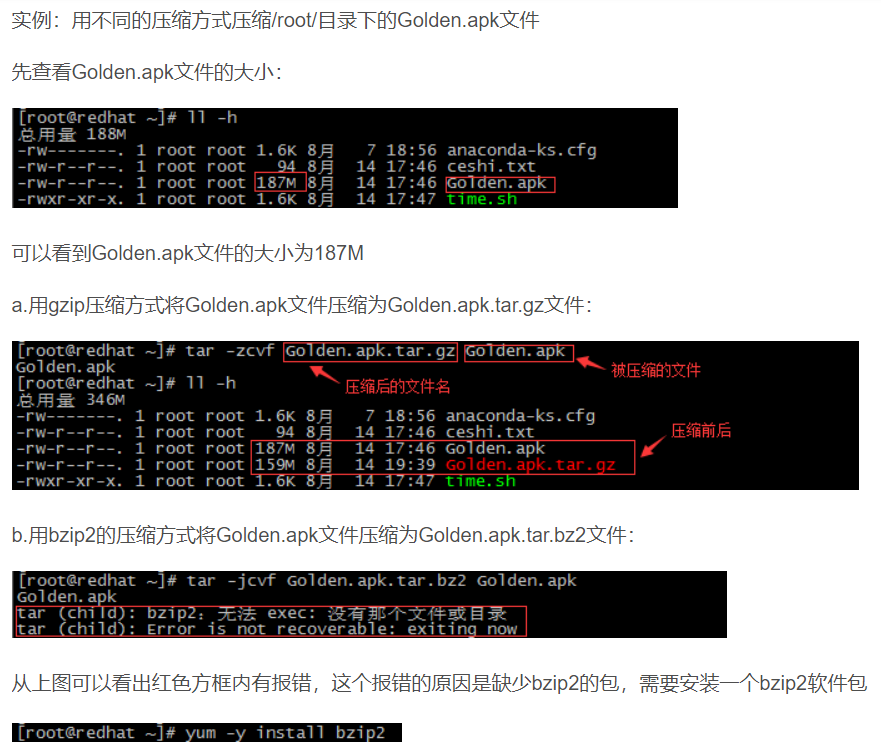 实例：用不同的压缩方式压缩/root/目录下的Golden.apk文件
先查看Golden.apk文件的大小：
[root@redhat ~]# ll -h
总用量 188M
-rw-------. 1 root root 1.6K 8月   7 18:56 anaconda-ks.cfg
-rw-r--r--. 1 root root   94 8月  14 17:46 ceshi.txt
-rw-r--r--. 1 root root 187M 8月  14 17:46 Golden.apk
-rwxr-xr-x. 1 root root 1.6K 8月  14 17:47 time.sh
可以看到Golden.apk文件的大小为187M
a.用gzip压缩方式将Golden.apk文件压缩为Golden.apk.tar.gz文件：
[root@redhat ~]# tar -zcvf Golden.apk.tar.gz Golden.apk
Golden.apk
被压缩的文件
[root@redhat ~]# ll -h
压缩后的文件名
总用量 346M
-rw-------. 1 root root 1.6K 8月   7 18:56 anaconda-ks.cfg
-rw-r--r--. 1 root root   94 8月  14 17:46 ceshi.txt
压缩前后
-rw-r--r--. 1 root root 187M 8月  14 17:46 Golden.apk
-rw-r--r--. 1 root root 159M 8月  14 19:39 Golden.apk.tar.gz
-rwxr-xr-x. 1 root root 1.6K 8月  14 17:47 time.sh
b.用bzip2的压缩方式将Golden.apk文件压缩为Golden.apk.tar.bz2文件：
[root@redhat ~]# tar -jcvf Golden.apk.tar.bz2 Golden.apk
Golden.apk
tar (child): bzip2：无法 exec: 没有那个文件或目录
tar (child): Error is not recoverable: exiting now
从上图可以看出红色方框内有报错，这个报错的原因是缺少bzip2的包，需要安装一个bzip2软件包
[root@redhat ~]# yum -y install bzip2